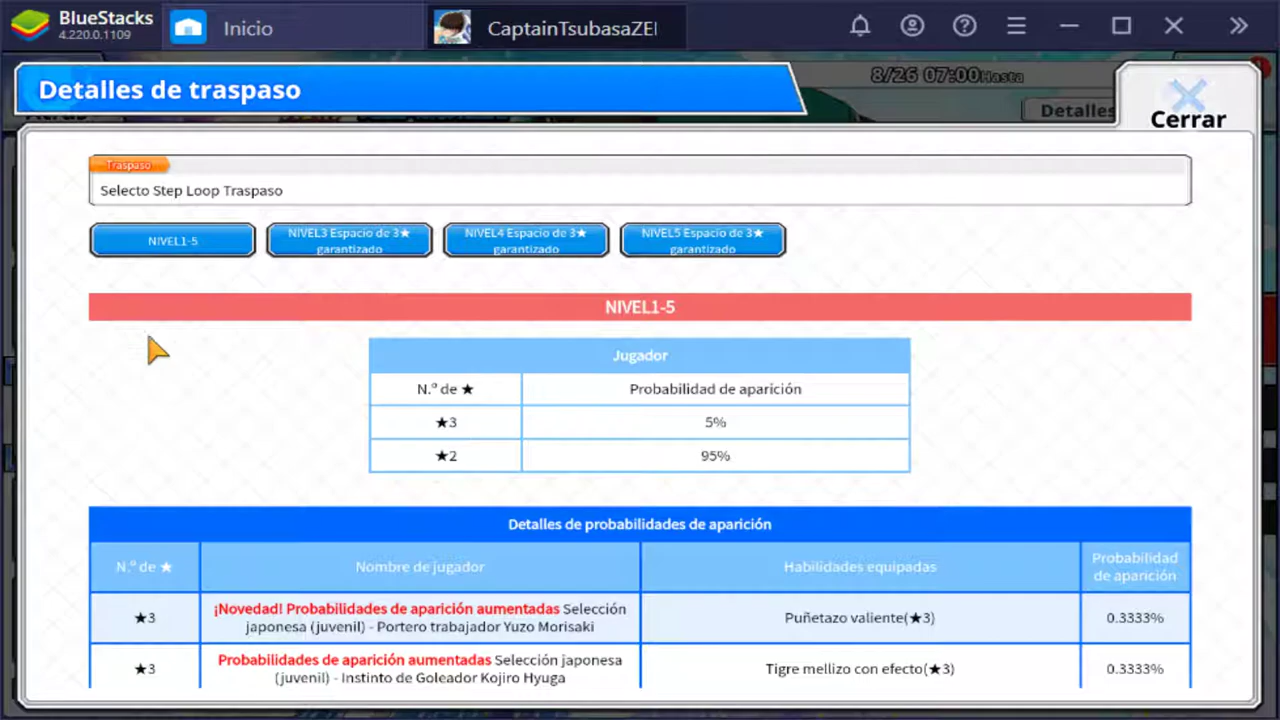 BlueStacks
4.220.0.1109
Inicio
CaptainTsubasaZE
8/26 07:00Hasta
Detalles de traspaso
Detalles
Cerrar
Traspaso
Selecto Step Loop Traspaso
NIVEL1-5
NIVEL3 Espacio de 3★
garantizado
NIVEL4 Espacio de 3★
garantizado
NIVEL5 Espacio de 3★
garantizado
NIVEL1-5
Jugador
N.º de ★
Probabilidad de aparición
★3
5%
★2
95%
Detalles de probabilidades de aparición
N.º de ★
Nombre de jugador
Habilidades equipadas
Probabilidad
de aparición
★3
¡Novedad! Probabilidades de aparición aumentadas Selección
japonesa (juvenil) - Portero trabajador Yuzo Morisaki
Puñetazo valiente(★3)
0.3333%
★3
Probabilidades de aparición aumentadas Selección japonesa
(juvenil) - Instinto de Goleador Kojiro Hyuga
Tigre mellizo con efecto(★3)
0.3333%